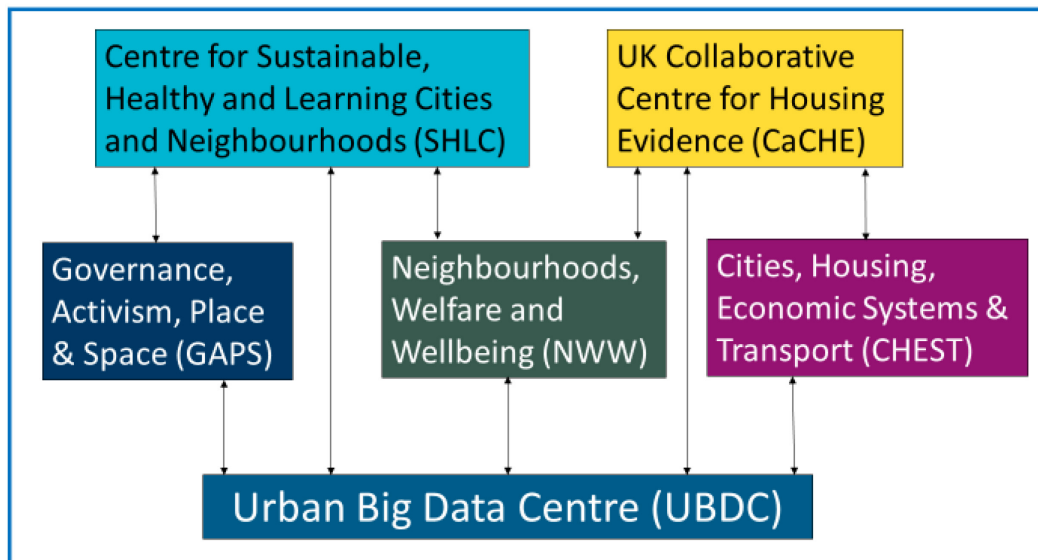 Centre for Sustainable,
Healthy and Learning Cities
and Neighbourhoods (SHLC)
UK Collaborative
Centre for Housing
Evidence (CaCHE)
Governance,
Activism, Place
& Space (GAPS)
Neighbourhoods,
Welfare and
Wellbeing (NWW)
Cities, Housing,
Economic Systems &
Transport (CHEST)
Urban Big Data Centre (UBDC)